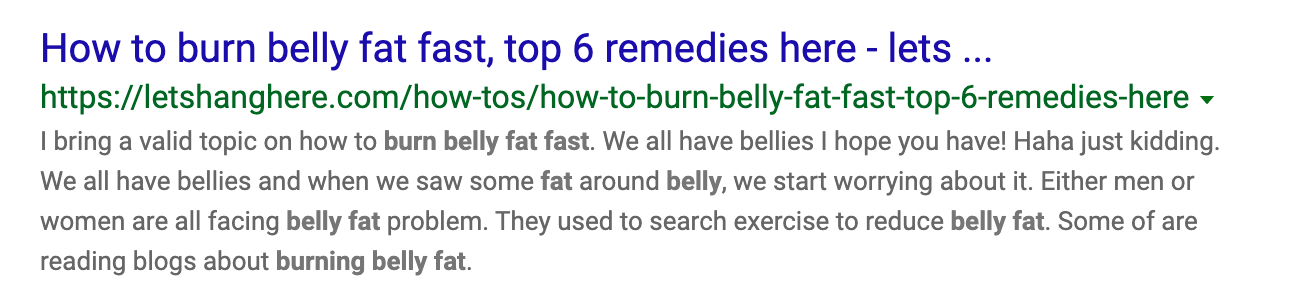 How to burn belly fat fast, top 6 remedies here - lets ...
https://letshanghere.com/how-tos/how-to-burn-belly-fat-fast-top-6-remedies-here
I bring a valid topic on how to burn belly fat fast. We all have bellies I hope you have! Haha just kidding.
We all have bellies and when we saw some fat around belly, we start worrying about it. Either men or
women are all facing belly fat problem. They used to search exercise to reduce belly fat. Some of are
reading blogs about burning belly fat.